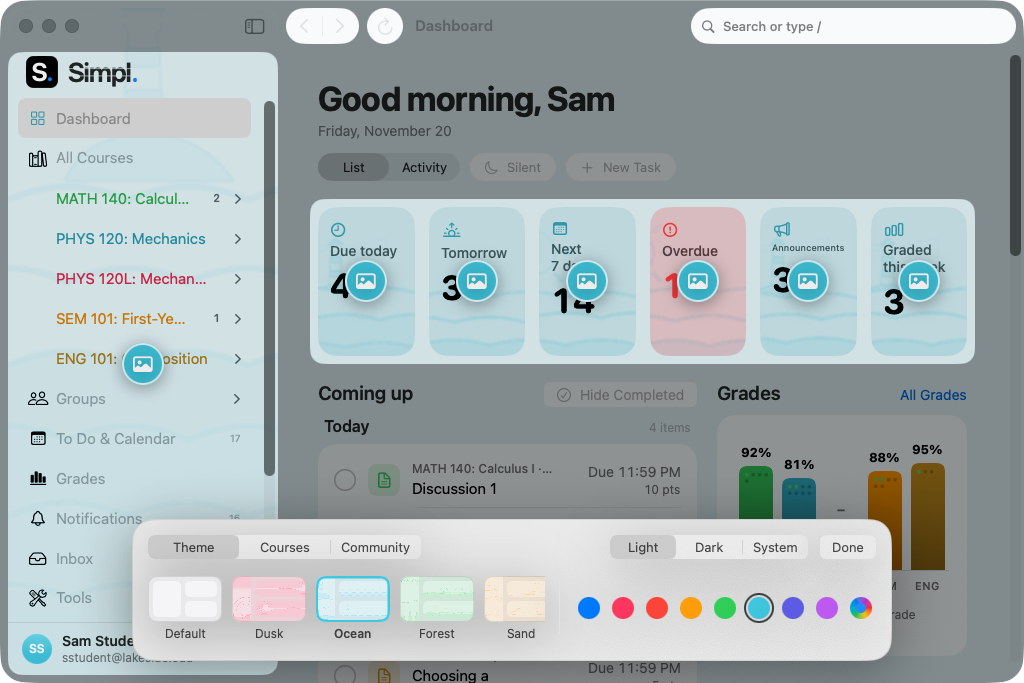 Dashboard
Search or type /
S. Simpl.
Dashboard
All Courses
MATH 140: Calcul... 2
PHYS 120: Mechanics
PHYS 120L: Mechan...
SEM 101: First-Ye... 1
ENG 101: position
Groups
To Do & Calendar 17
Grades
Notifications 16
Inbox
Tools
SS
Sam Stude
sstudent@lake
Good morning, Sam
Friday, November 20
List Activity Silent + New Task
Due today
4
Tomorrow
3
Next
7 d
14
Overdue
1
Announcements
3
Graded
this k
3
Coming up
Hide Completed
Today
4 items
MATH 140: Calculus I ·...
Discussion 1
Due 11:59 PM
10 pts
Choosing a
Due 11:59 PM
Grades
All Grades
92%
81%
–
88%
95%
M
ENG
rade
Theme Courses Community
Light Dark System Done
Default
Dusk
Ocean
Forest
Sand